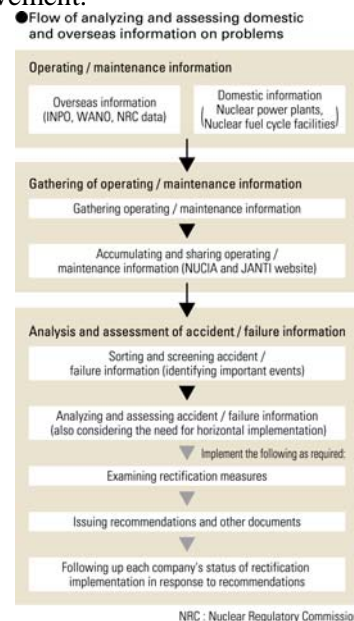 vement.
●Flow of analyzing and assessing domestic
and overseas information on problems
Operating / maintenance information
Overseas information
(INPO, WANO, NRC data)
Domestic information
(Nuclear power plants,
Nuclear fuel cycle facilities)
Gathering of operating / maintenance information
Gathering operating / maintenance information
Accumulating and sharing operating /
maintenance information (NUCIA and JANTI website)
Analysis and assessment of accident / failure information
Sorting and screening accident /
failure information (identifying important events)
Analyzing and assessing accident / failure information
(also considering the need for horizontal implementation)
Implement the following as required:
Examining rectification measures
Issuing recommendations and other documents
Following up each company's status of rectification
implementation in response to recommendations
NRC : Nuclear Regulatory Commissio